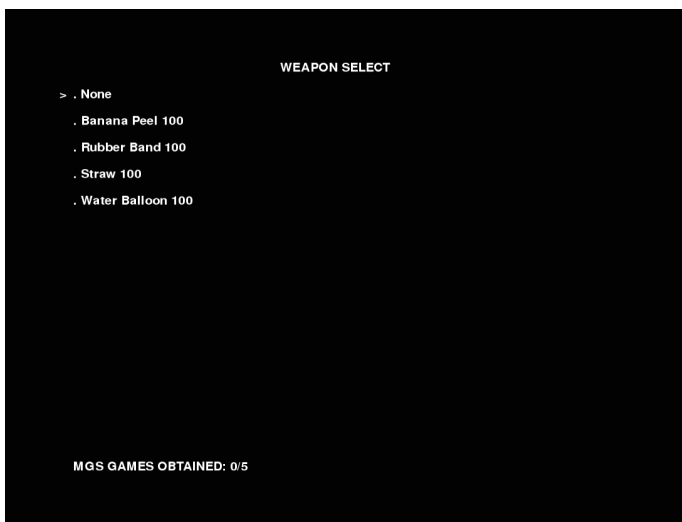 WEAPON SELECT
> . None
. Banana Peel 100
. Rubber Band 100
. Straw 100
. Water Balloon 100
MGS GAMES OBTAINED: 0/5